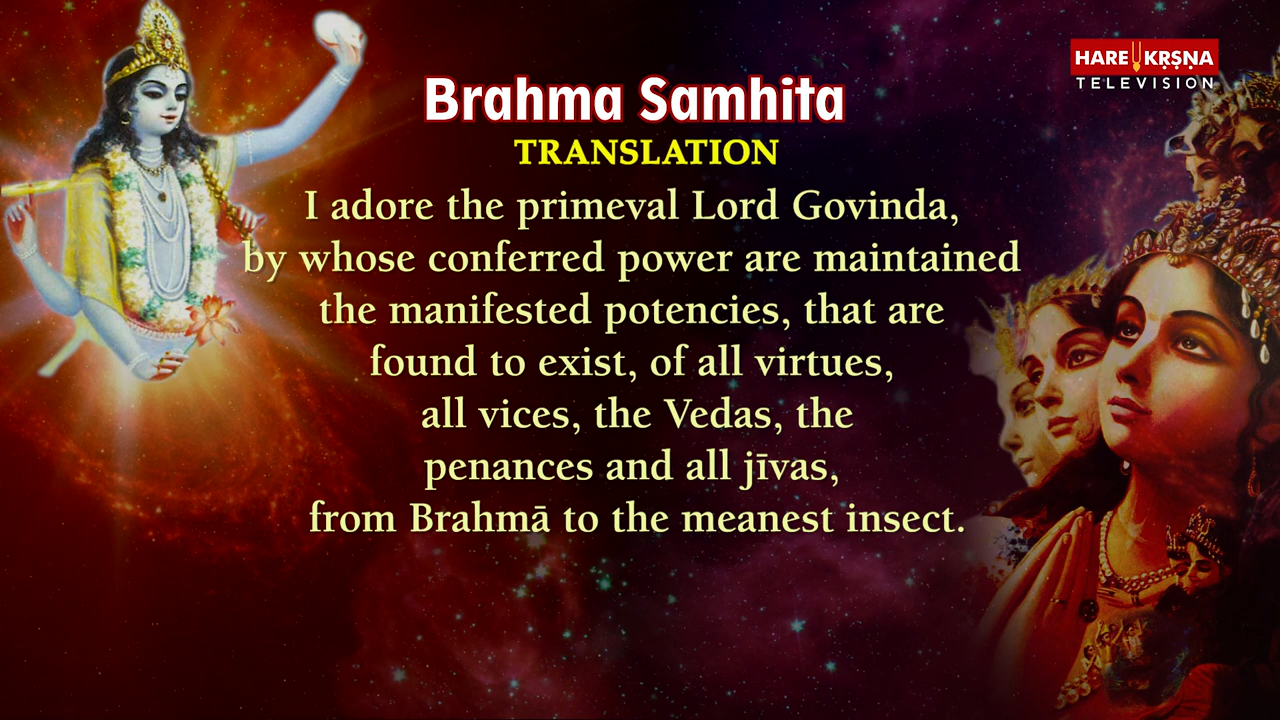 HARE KṚṢṆA
TELEVISION
Brahma Samhita
TRANSLATION
I adore the primeval Lord Govinda,
by whose conferred power are maintained
the manifested potencies, that are
found to exist, of all virtues,
all vices, the Vedas, the
penances and all jīvas,
from Brahmā to the meanest insect.